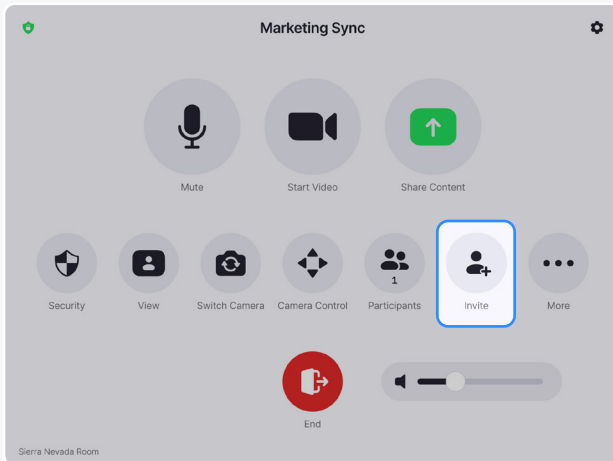 Marketing Sync
Mute
Start Video
Share Content
1
Security
View
Switch Camera
Camera Control
Participants
Invite
More
End
Sierra Nevada Room